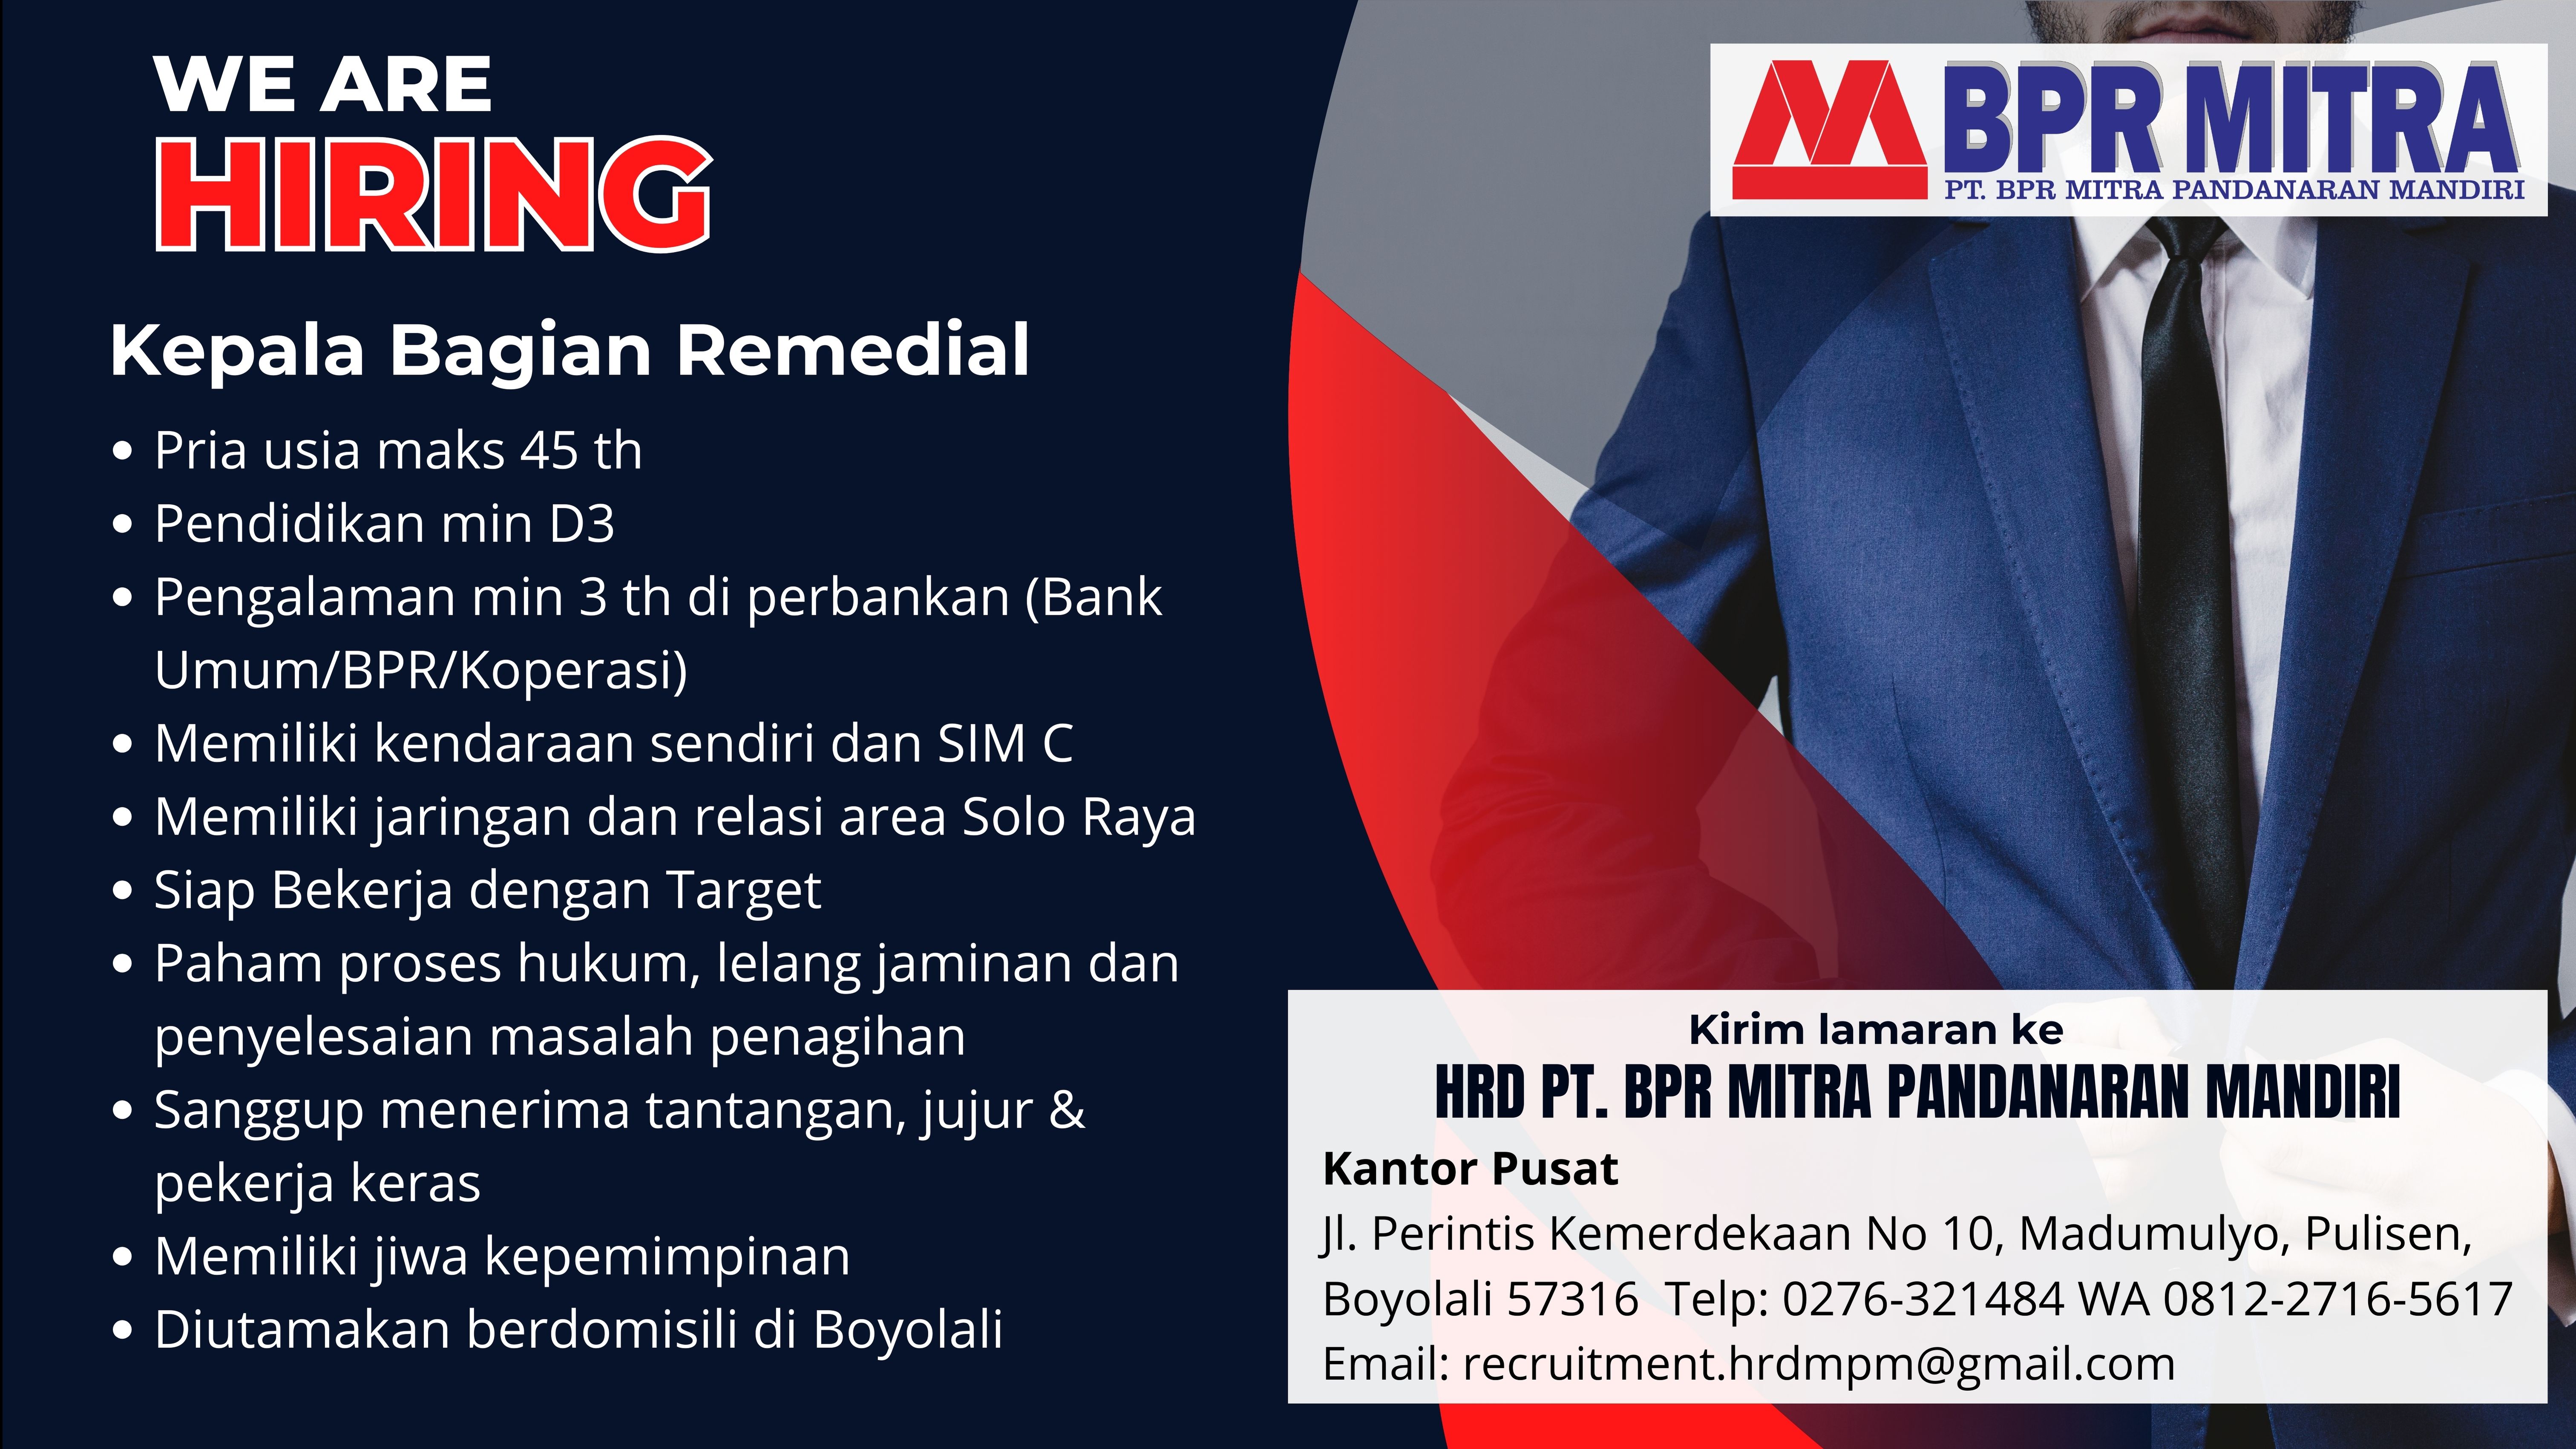 WE ARE
HIRING
Kepala Bagian Remedial
• Pria usia maks 45 th
• Pendidikan min D3
• Pengalaman min 3 th di perbankan (Bank
Umum/BPR/Koperasi)
• Memiliki kendaraan sendiri dan SIM C
• Memiliki jaringan dan relasi area Solo Raya
• Siap Bekerja dengan Target
• Paham proses hukum, lelang jaminan dan
penyelesaian masalah penagihan
• Sanggup menerima tantangan, jujur &
pekerja keras
• Memiliki jiwa kepemimpinan
• Diutamakan berdomisili di Boyolali
BPR MITRA
PT. BPR MITRA PANDANARAN MANDIRI
Kirim lamaran ke
HRD PT. BPR MITRA PANDANARAN MANDIRI
Kantor Pusat
Jl. Perintis Kemerdekaan No 10, Madumulyo, Pulisen,
Boyolali 57316 Telp: 0276-321484 WA 0812-2716-5617
Email: recruitment.hrdmpm@gmail.com